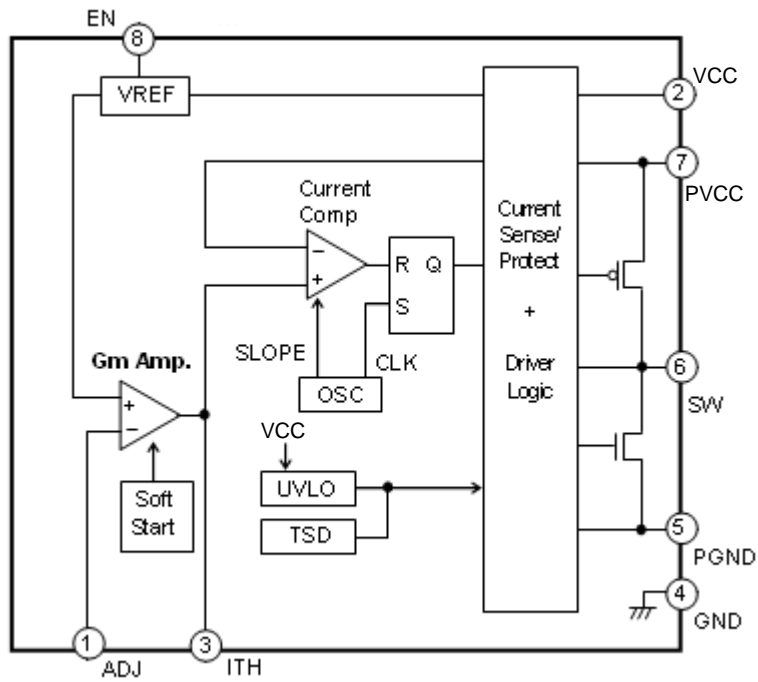 EN
8
VCC
VREF
2
7
PVCC
Current
Comp
Current
Sense/
Protect
+
Driver
Logic
−
+
R Q
S
SLOPE
CLK
OSC
Gm Amp.
+
−
6
SW
VCC
UVLO
TSD
Soft
Start
5
PGND
4
GND
1
ADJ
3
ITH